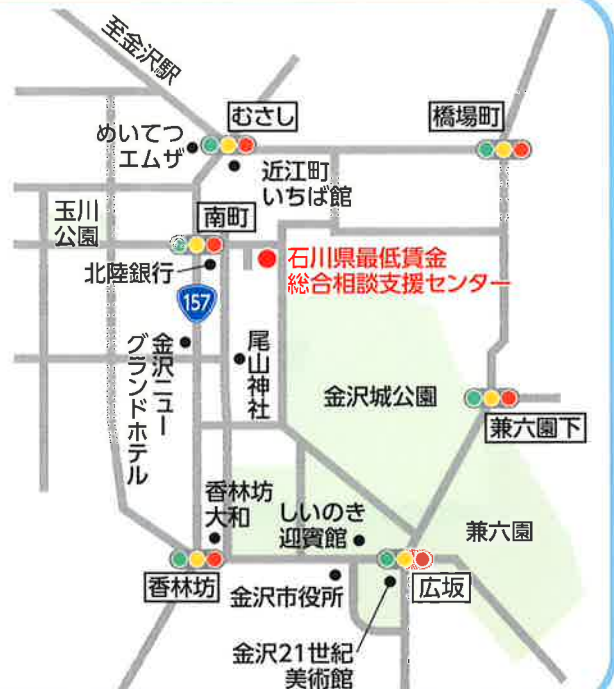 至金沢駅
むさし
橋場町
めいてつ
エムザ
近江町
いちば館
玉川
公園
南町
石川県最低賃金
総合相談支援センター
北陸銀行
157
金沢ニュー
グランドホテル
尾山神社
金沢城公園
兼六園下
香林坊
大和
しいのき
迎賓館
兼六園
香林坊
金沢市役所
広坂
金沢21世紀
美術館